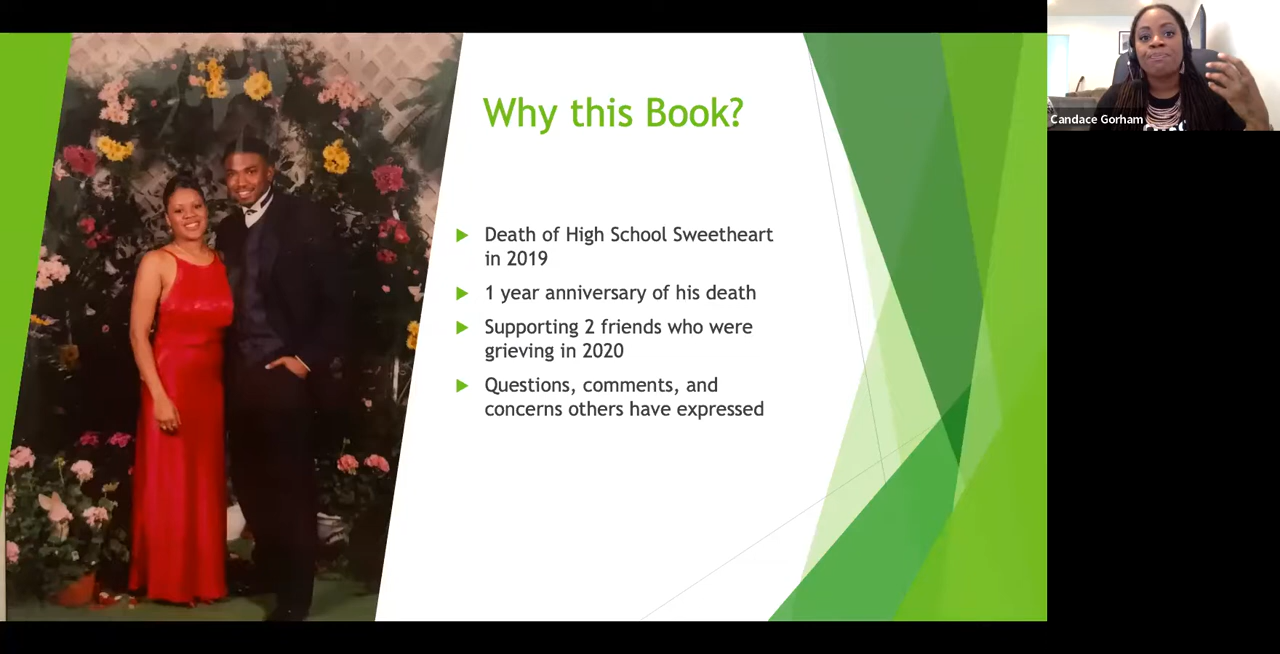 Why this Book?
Death of High School Sweetheart
in 2019
1 year anniversary of his death
Supporting 2 friends who were
grieving in 2020
Questions, comments, and
concerns others have expressed
Candace Gorham